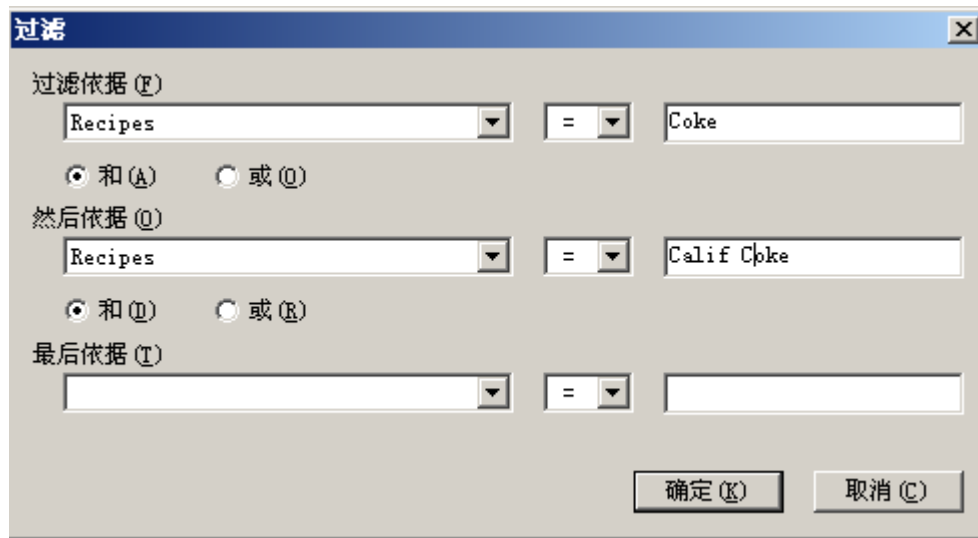 过滤
过滤依据(F)
Recipes = Coke
和(A) 或(O)
然后依据(O)
Recipes = Calif Coke
和(D) 或(R)
最后依据(T)
=
确定(K) 取消(C)